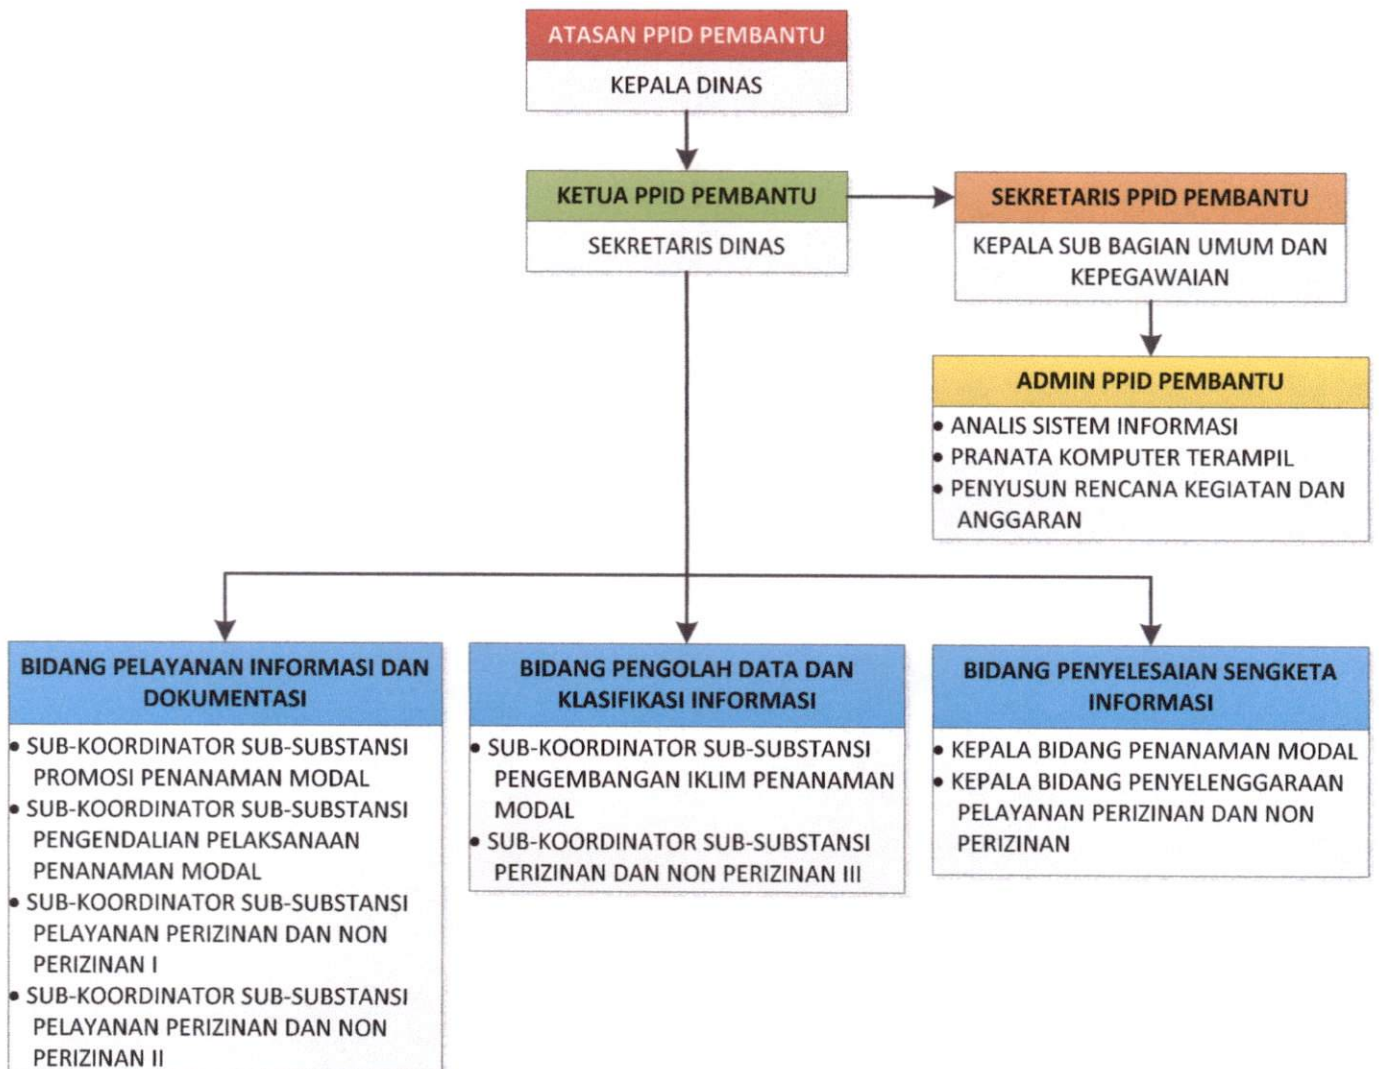 ATASAN PPID PEMBANTU
KEPALA DINAS
KETUA PPID PEMBANTU
SEKRETARIS DINAS
SEKRETARIS PPID PEMBANTU
KEPALA SUB BAGIAN UMUM DAN
KEPEGAWAIAN
ADMIN PPID PEMBANTU
• ANALIS SISTEM INFORMASI
• PRANATA KOMPUTER TERAMPIL
• PENYUSUN RENCANA KEGIATAN DAN
ANGGARAN
BIDANG PELAYANAN INFORMASI DAN
DOKUMENTASI
• SUB-KOORDINATOR SUB-SUBSTANSI
PROMOSI PENANAMAN MODAL
• SUB-KOORDINATOR SUB-SUBSTANSI
PENGENDALIAN PELAKSANAAN
PENANAMAN MODAL
• SUB-KOORDINATOR SUB-SUBSTANSI
PELAYANAN PERIZINAN DAN NON
PERIZINAN I
• SUB-KOORDINATOR SUB-SUBSTANSI
PELAYANAN PERIZINAN DAN NON
PERIZINAN II
BIDANG PENGOLAH DATA DAN
KLASIFIKASI INFORMASI
• SUB-KOORDINATOR SUB-SUBSTANSI
PENGEMBANGAN IKLIM PENANAMAN
MODAL
• SUB-KOORDINATOR SUB-SUBSTANSI
PERIZINAN DAN NON PERIZINAN III
BIDANG PENYELESAIAN SENGKETA
INFORMASI
• KEPALA BIDANG PENANAMAN MODAL
• KEPALA BIDANG PENYELENGGARAAN
PELAYANAN PERIZINAN DAN NON
PERIZINAN